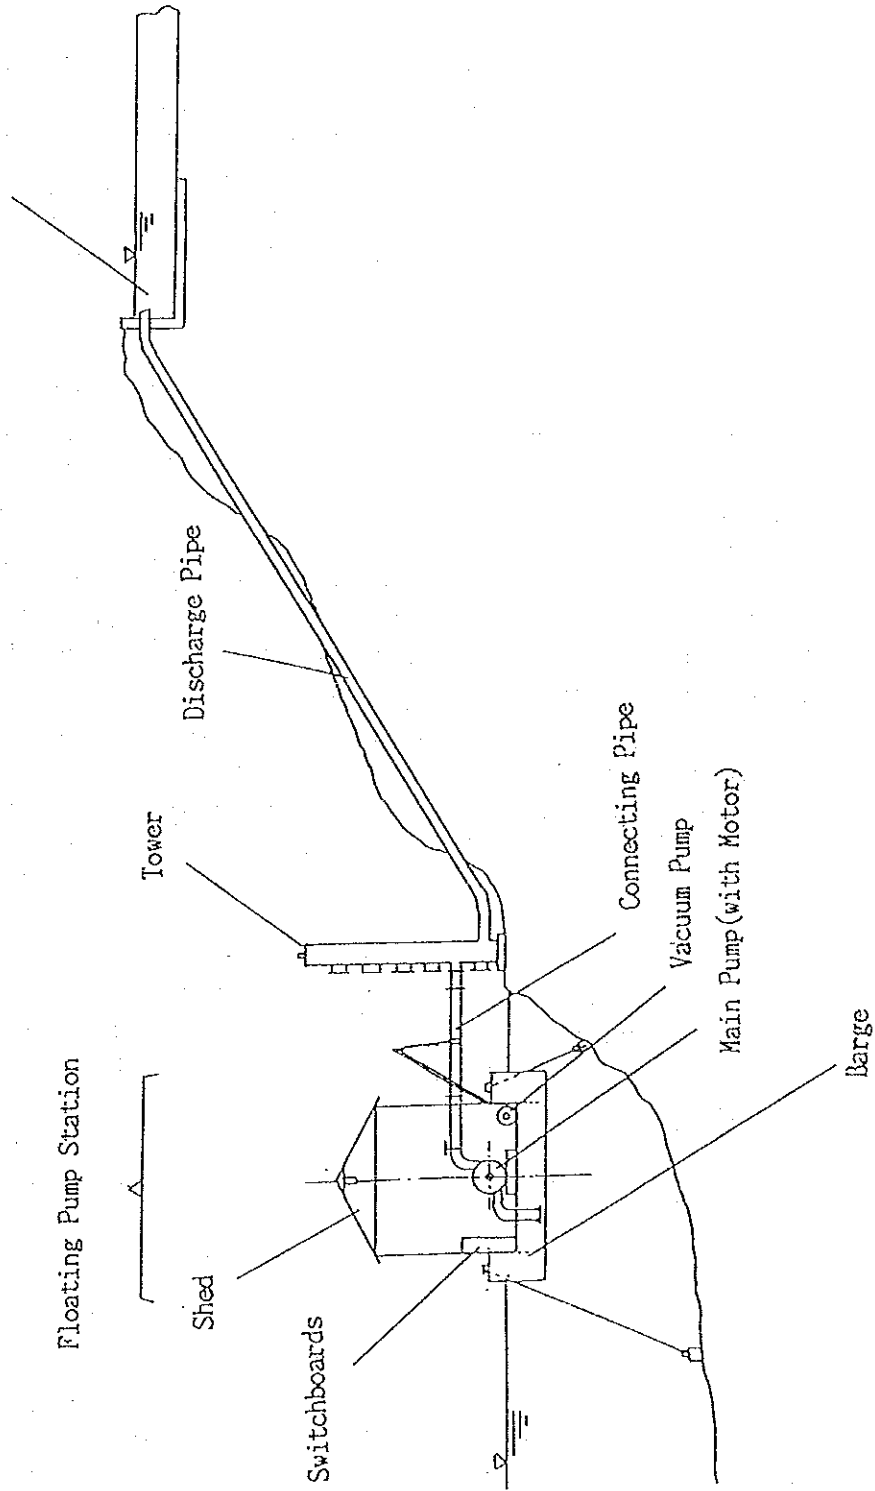 Floating Pump Station
Shed
Switchboards
Tower
Discharge Pipe
Connecting Pipe
Vacuum Pump
Main Pump(with Motor)
Barge